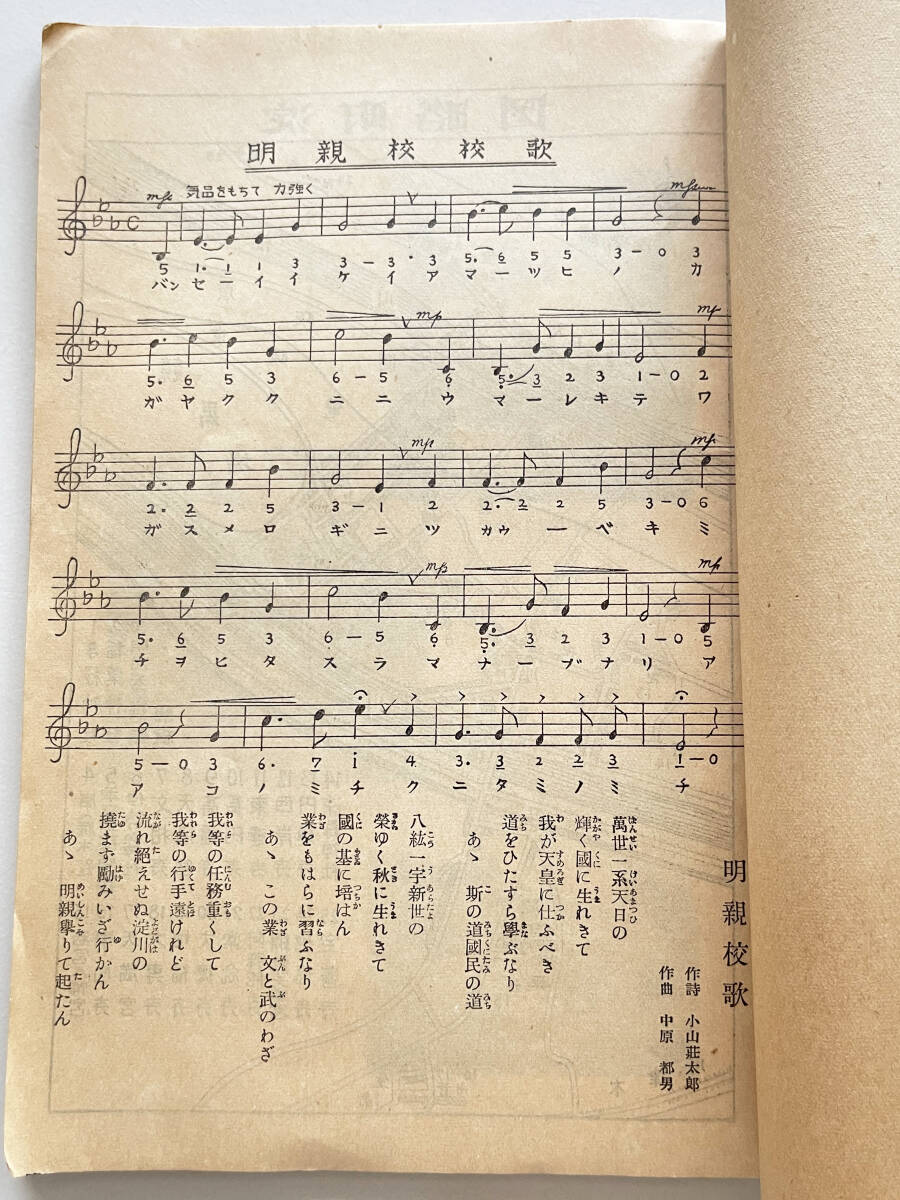 明親校校歌
気品をもちて 力強く
mf
mf
5 1. 1 1 3 3 - 3. 3 5. 6 5 5 3 - 0 3
バンセーイイケイアマーツヒノカ
mp
mp
5. 6 5 3 6 - 5 6 5. 3 2 3 1 - 0 2
ガヤククニニウマーレキテワ
mp
mp
2. 2 2 5 3 - 1 2 2. 2 2 5 3 - 0 6
ガスメロギニツカウーベキミ
mp
mp
5. 6 5 3 6 - 5 6 5. 3 2 3 1 - 0 5
チヲヒタスラマナーブナリア
5 - 0 3 6. 7 i 4 3. 3 2 3 1 - 0
アコノミチクニタミノミチ
明親校歌
作詩 小山莊太郎
作曲 中原都男
萬世一系天日の
輝く國に生れきて
我が天皇に仕ふべき
道をひたすら學ぶなり
あゝ 斯の道國民の道
八紘一宇新世の
榮ゆく秋に生れきて
國の基に培はん
業をもはらに習ふなり
あゝ この業 文と武のわざ
我等の任務重くして
我等の行手遠けれど
流れ絶えせぬ淀川の
撓まず勵みいざ行かん
あゝ 明親擧りて起たん